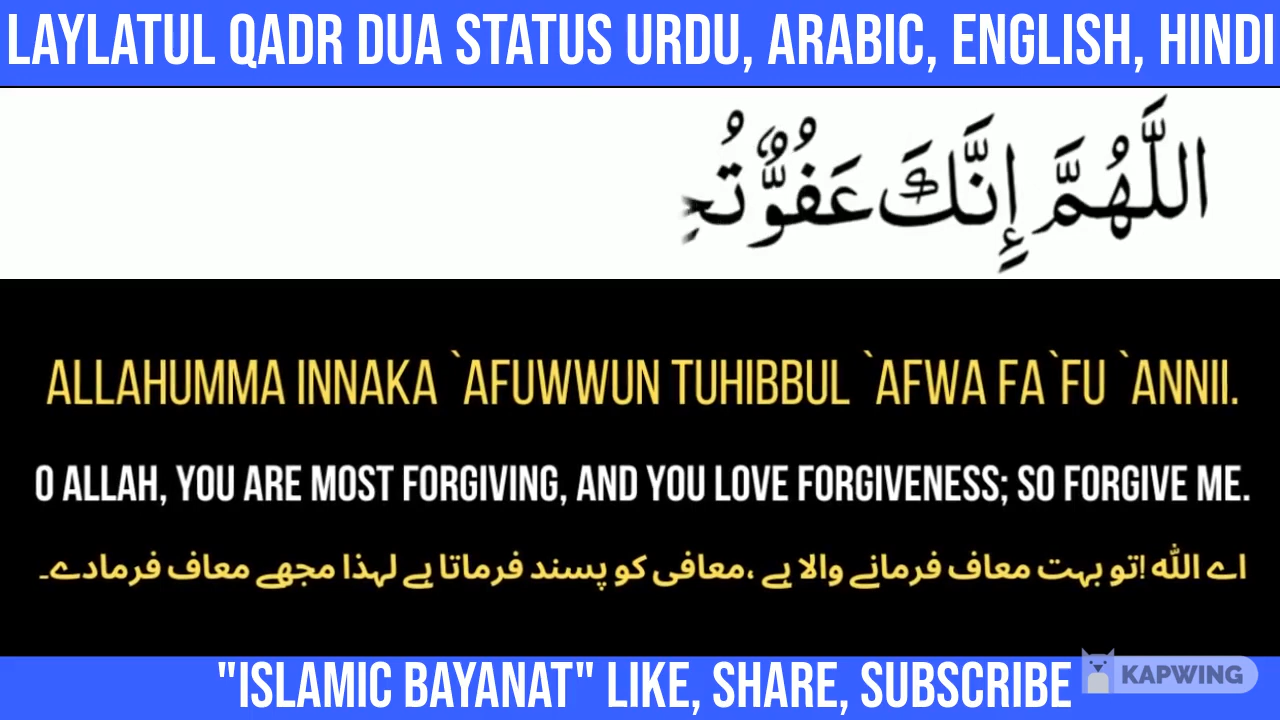 LAYLATUL QADR DUA STATUS URDU, ARABIC, ENGLISH, HINDI
اللَّهُمَّ إِنَّكَ عَفُوٌّ
ALLAHUMMA INNAKA `AFUWWUN TUHIBBUL `AFWA FA`FU `ANNII.
O ALLAH, YOU ARE MOST FORGIVING, AND YOU LOVE FORGIVENESS; SO FORGIVE ME.
اے اللّٰه !تو بہت معاف فرمانے والا ہے ،معافی کو پسند فرماتا ہے لہذا مجھے معاف فرمادے۔
"ISLAMIC BAYANAT" LIKE, SHARE, SUBSCRIBE
KAPWING